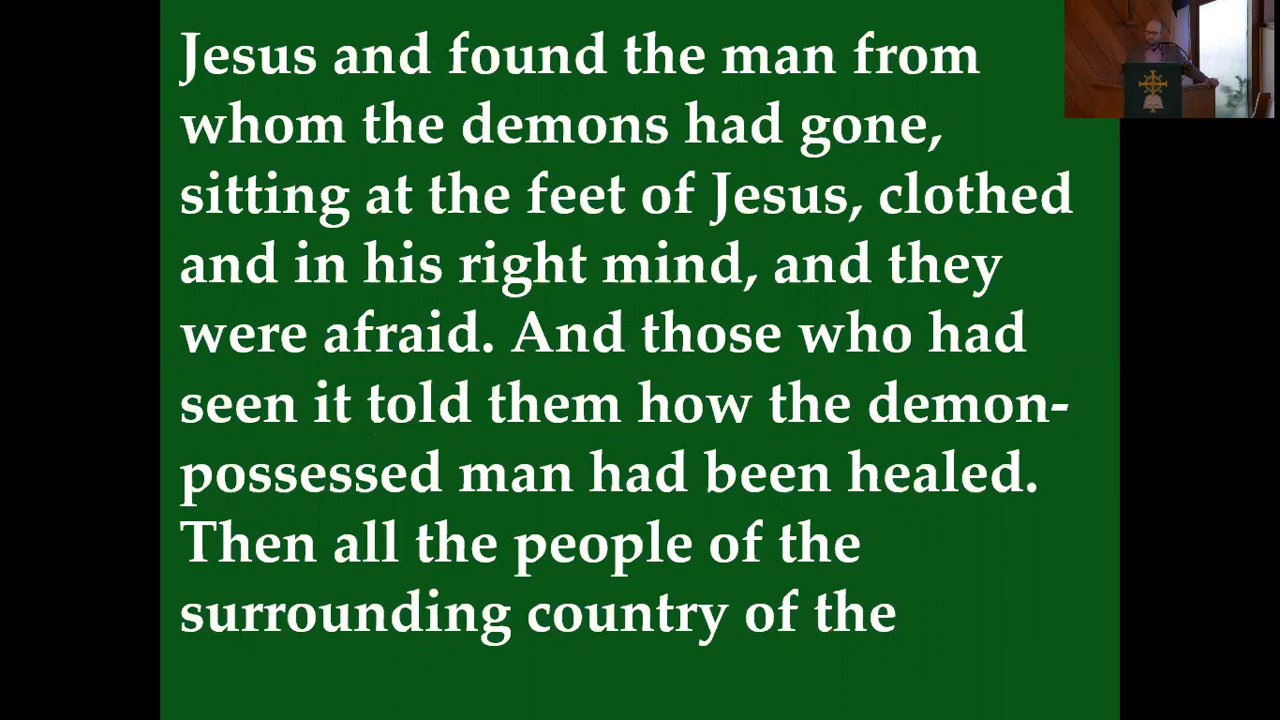 Jesus and found the man from
whom the demons had gone,
sitting at the feet of Jesus, clothed
and in his right mind, and they
were afraid. And those who had
seen it told them how the demon-
possessed man had been healed.
Then all the people of the
surrounding country of the